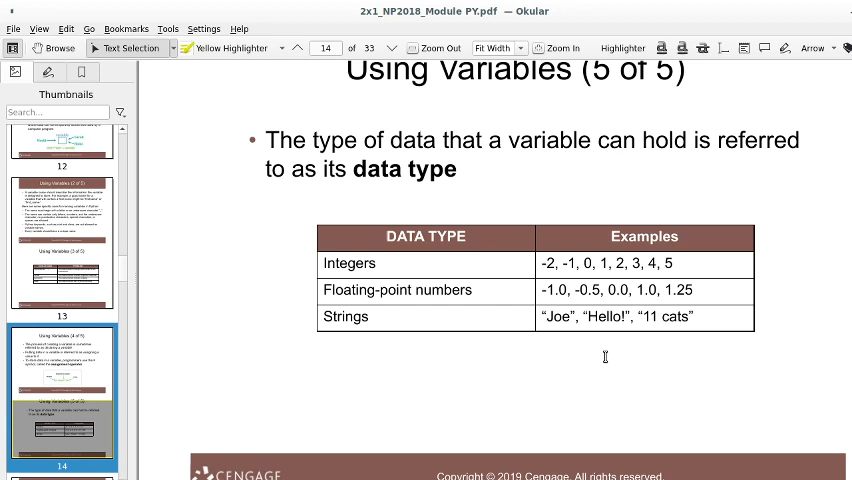 2x1_NP2018_Module PY.pdf — Okular
File View Edit Go Bookmarks Tools Settings Help
Browse Text Selection Yellow Highlighter 14 of 33 Zoom Out Fit Width Zoom In Highlighter Arrow
Thumbnails
Search...
12
Using Variables (2 of 5)
Using Variables (3 of 5)
13
Using Variables (4 of 5)
Using Variables (5 of 5)
14
Using Variables (5 of 5)
• The type of data that a variable can hold is referred
to as its data type
DATA TYPE Examples
Integers -2, -1, 0, 1, 2, 3, 4, 5
Floating-point numbers -1.0, -0.5, 0.0, 1.0, 1.25
Strings “Joe”, “Hello!”, “11 cats”
CENGAGE Copyright © 2019 Cengage. All rights reserved.